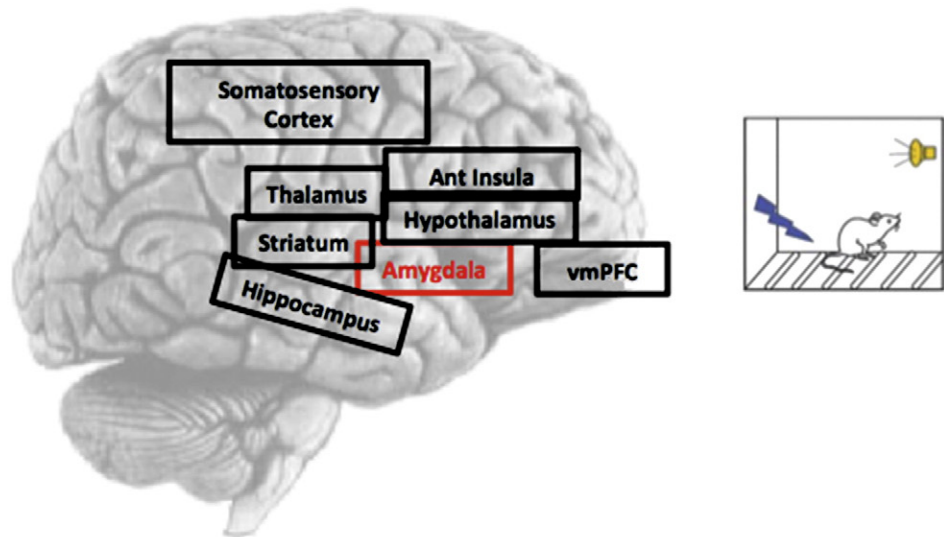 Somatosensory
Cortex
Ant Insula
Thalamus
Hypothalamus
Striatum
Amygdala
vmPFC
Hippocampus